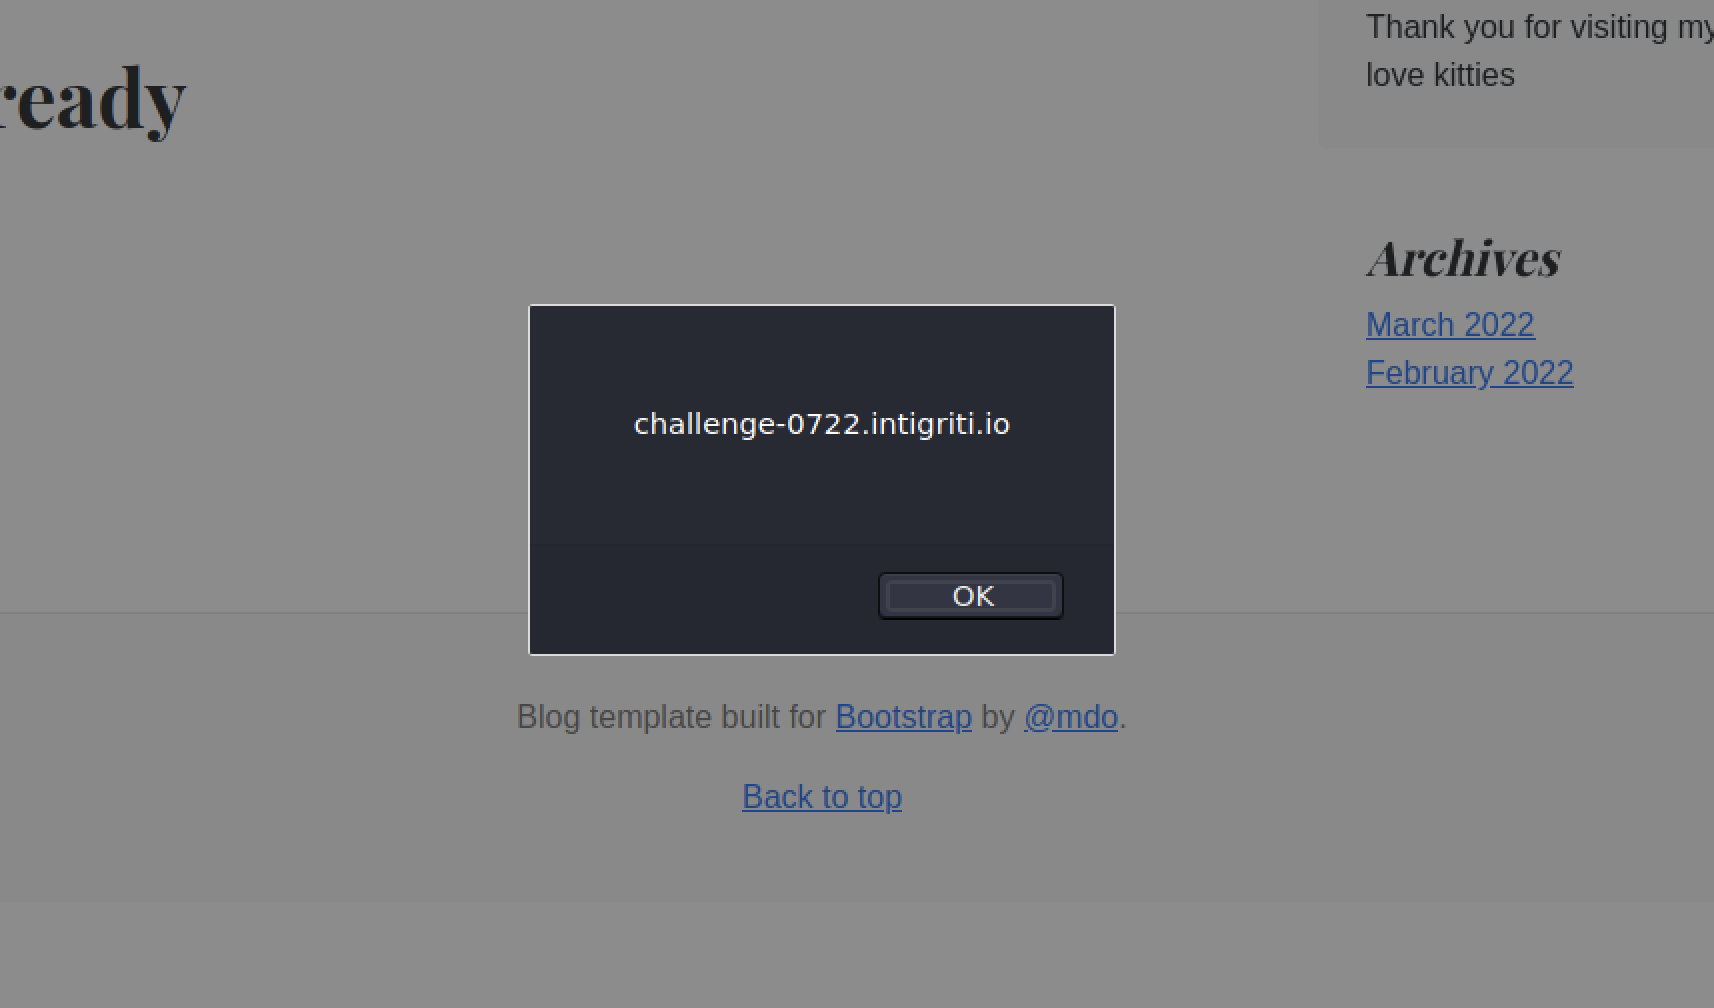 Thank you for visiting my
love kitties
ready
Archives
March 2022
February 2022
challenge-0722.intigriti.io
OK
Blog template built for Bootstrap by @mdo.
Back to top